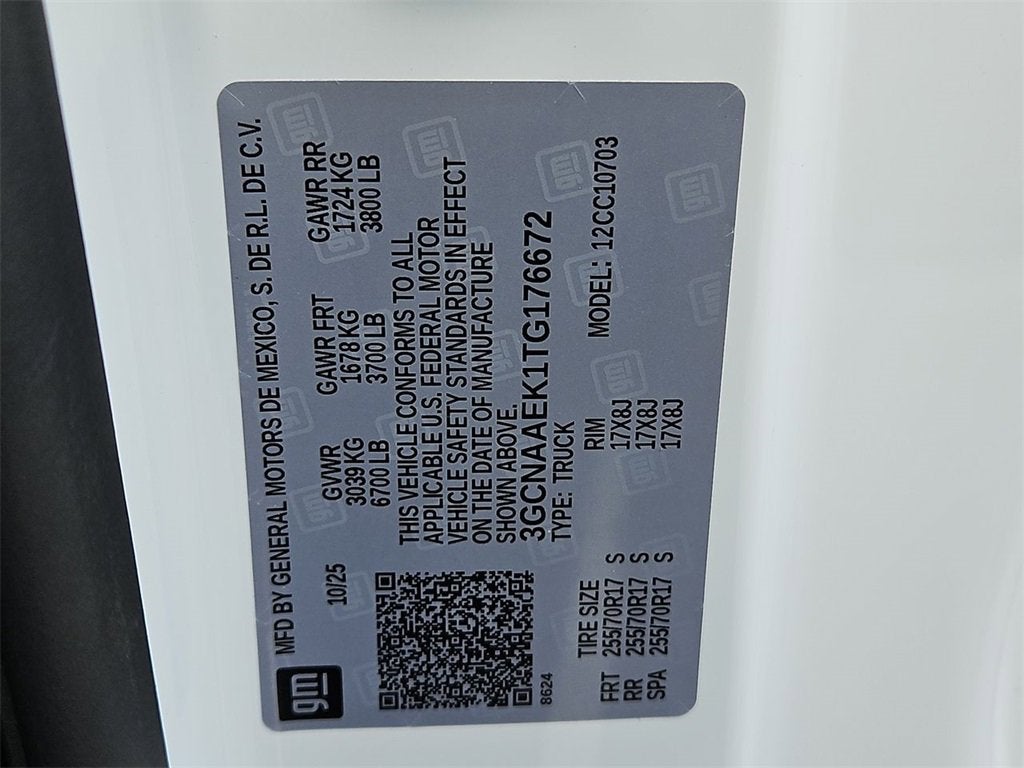 gm MFD BY GENERAL MOTORS DE MEXICO, S. DE R.L. DE C.V.
10/25 GVWR GAWR FRT GAWR RR
3039 KG 1678 KG 1724 KG
6700 LB 3700 LB 3800 LB
THIS VEHICLE CONFORMS TO ALL
APPLICABLE U.S. FEDERAL MOTOR
VEHICLE SAFETY STANDARDS IN EFFECT
ON THE DATE OF MANUFACTURE
SHOWN ABOVE.
3GCNAAEK1TG176672
8624 TYPE: TRUCK
TIRE SIZE RIM MODEL: 12CC10703
FRT 255/70R17 S 17X8J
RR 255/70R17 S 17X8J
SPA 255/70R17 S 17X8J